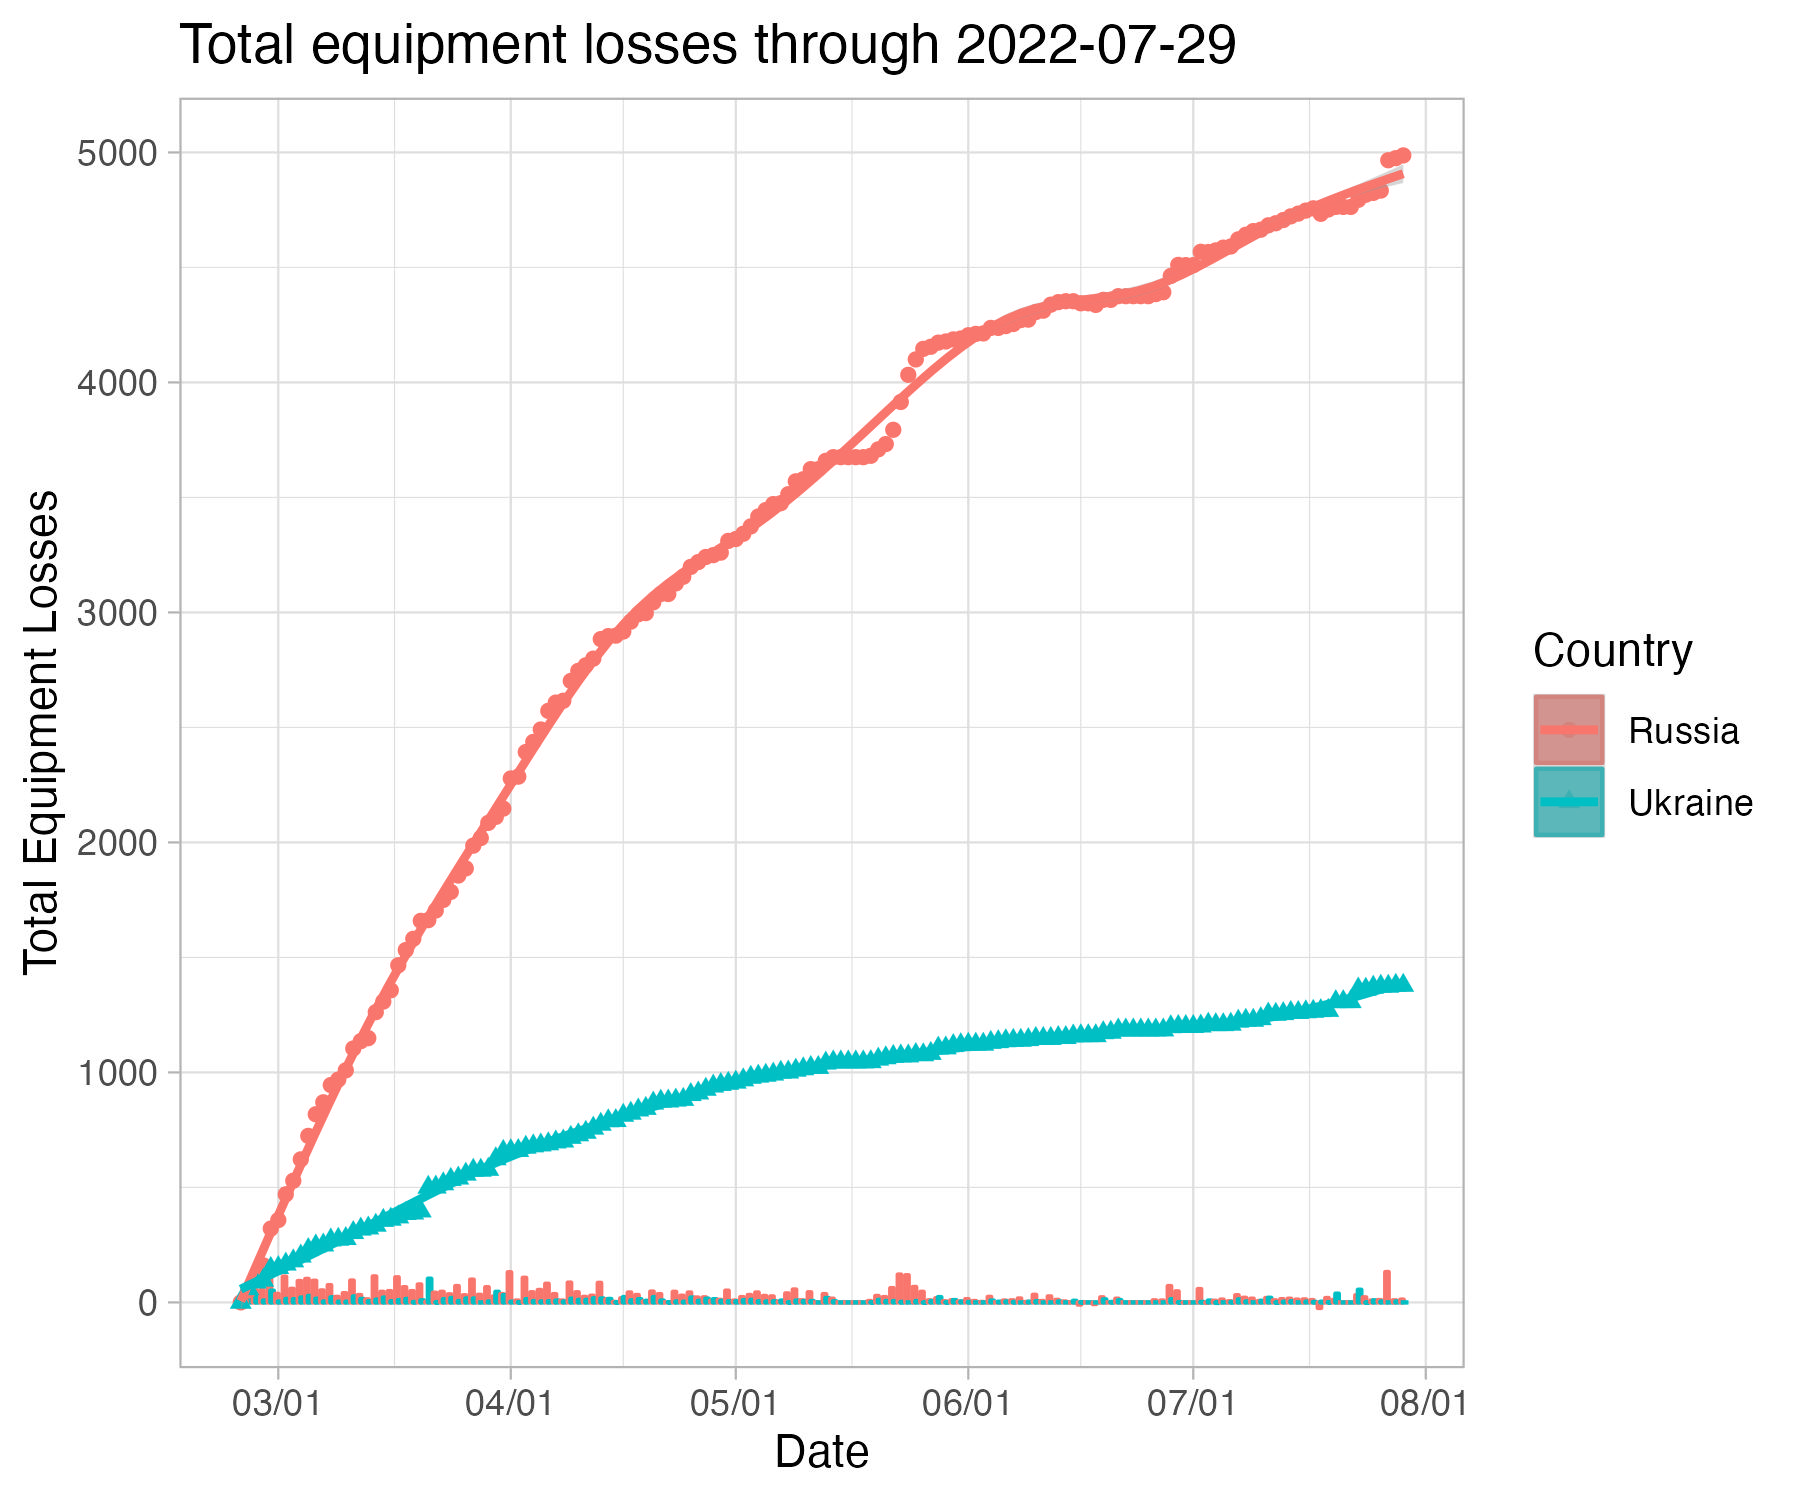 Total equipment losses through 2022-07-29
Total Equipment Losses
5000
4000
3000
2000
1000
0
03/01 04/01 05/01 06/01 07/01 08/01
Date
Country
Russia
Ukraine